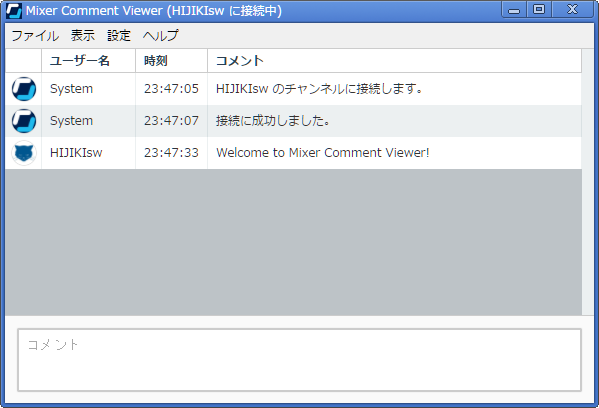 Mixer Comment Viewer (HIJIKIsw に接続中)
ファイル 表示 設定 ヘルプ
ユーザー名 時刻 コメント
System 23:47:05 HIJIKIsw のチャンネルに接続します。
System 23:47:07 接続に成功しました。
HIJIKIsw 23:47:33 Welcome to Mixer Comment Viewer!
コメント